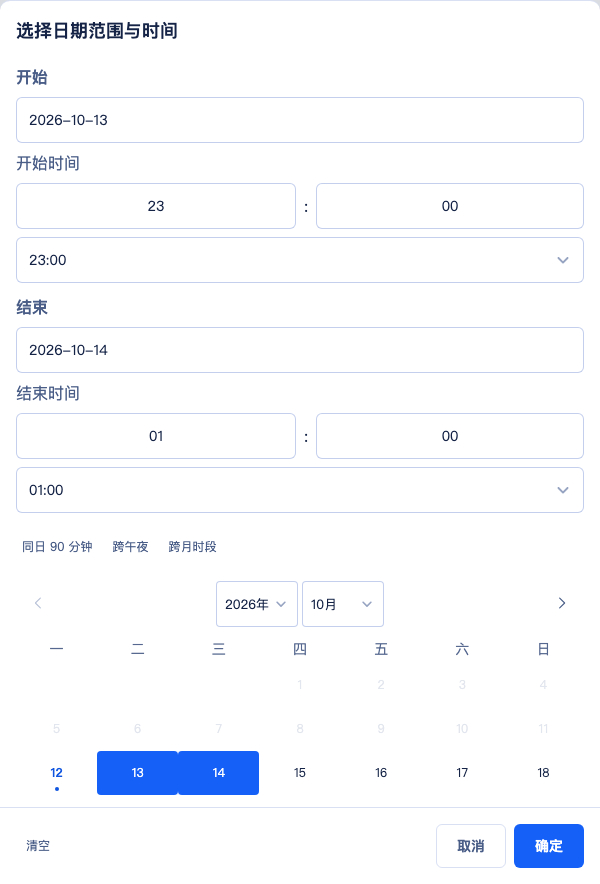 选择日期范围与时间
开始
2026-10-13
开始时间
23 : 00
23:00
结束
2026-10-14
结束时间
01 : 00
01:00
同日 90 分钟 跨午夜 跨月时段
2026年 10月
一 二 三 四 五 六 日
1 2 3 4
5 6 7 8 9 10 11
12 13 14 15 16 17 18
清空 取消 确定